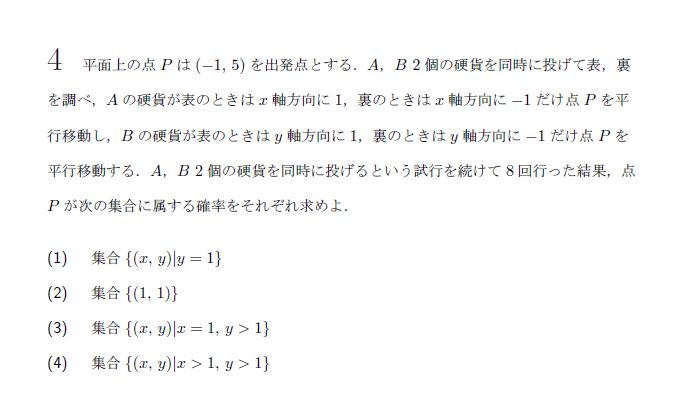 4 平面上の点 P は (−1, 5) を出発点とする．A，B 2 個の硬貨を同時に投げて表，裏
を調べ，A の硬貨が表のときは x 軸方向に 1，裏のときは x 軸方向に −1 だけ点 P を平
行移動し，B の硬貨が表のときは y 軸方向に 1，裏のときは y 軸方向に −1 だけ点 P を
平行移動する．A，B 2 個の硬貨を同時に投げるという試行を続けて 8 回行った結果，点
P が次の集合に属する確率をそれぞれ求めよ．
(1) 集合 {(x, y)|y = 1}
(2) 集合 {(1, 1)}
(3) 集合 {(x, y)|x = 1, y > 1}
(4) 集合 {(x, y)|x > 1, y > 1}